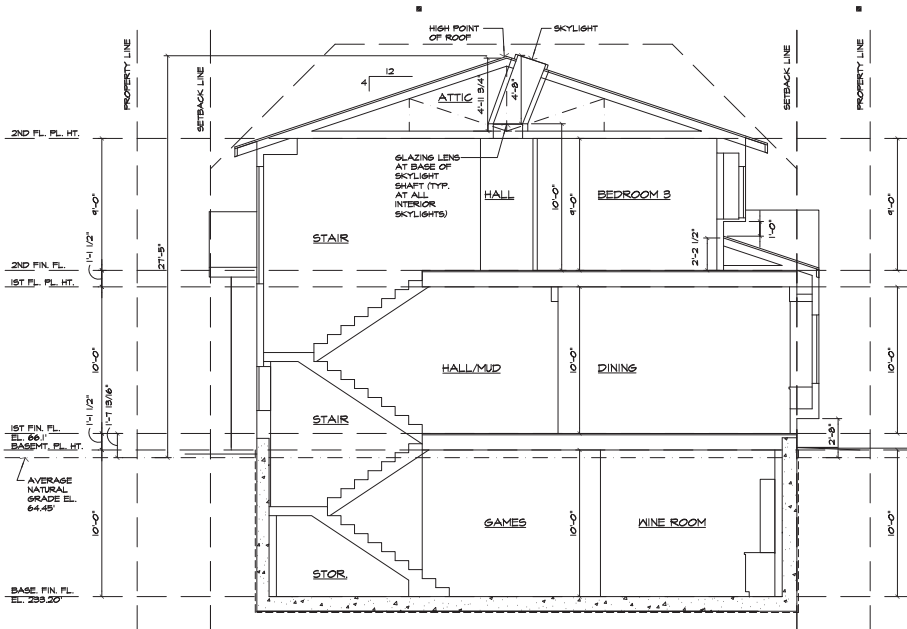 HIGH POINT
OF ROOF
SKYLIGHT
PROPERTY LINE
SETBACK LINE
SETBACK LINE
PROPERTY LINE
12
4
ATTIC
4'-11 3/4"
4'-8"
2ND FL. PL. HT.
GLAZING LENS
AT BASE OF
SKYLIGHT
SHAFT (TYP.
AT ALL
INTERIOR
SKYLIGHTS)
HALL
10'-0"
9'-0"
BEDROOM 3
9'-0"
27'-5"
STAIR
1'-0"
2'-2 1/2"
9'-0"
1'-1 1/2"
2ND FIN. FL.
1ST FL. PL. HT.
10'-0"
HALL/MUD
10'-0"
DINING
10'-0"
1'-1 1/2"
1'-7 13/16"
STAIR
1ST FIN. FL.
EL. 66.1'
BASEMT. PL. HT.
2'-8"
AVERAGE
NATURAL
GRADE EL.
64.45'
10'-0"
GAMES
10'-0"
WINE ROOM
10'-0"
STOR.
BASE. FIN. FL.
EL. 233.20'